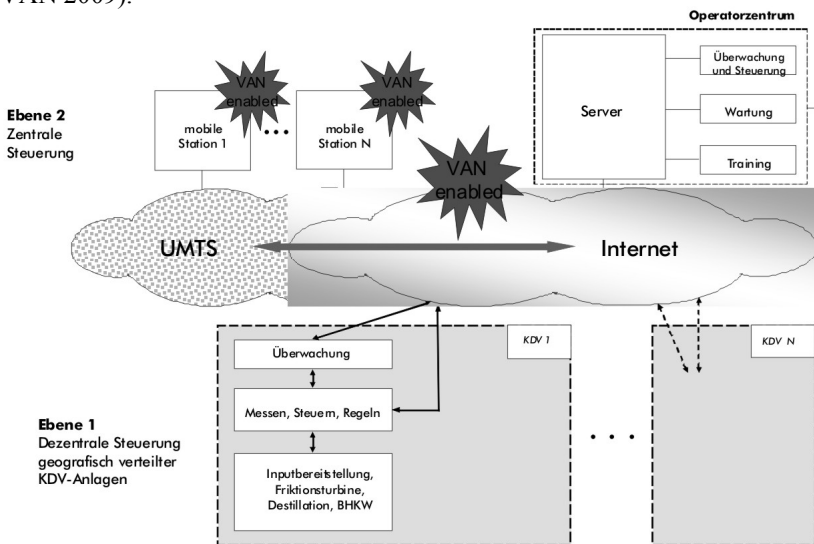 VAN 2009).
Operatorzentrum
Ebene 2
Zentrale
Steuerung
mobile
Station 1
VAN
enabled
mobile
Station N
VAN
enabled
Server
Überwachung
und Steuerung
Wartung
Training
VAN
enabled
UMTS
Internet
Ebene 1
Dezentrale Steuerung
geografisch verteilter
KDV-Anlagen
KDV 1
Überwachung
Messen, Steuern, Regeln
Inputbereitstellung,
Friktionsturbine,
Destillation, BHKW
KDV N